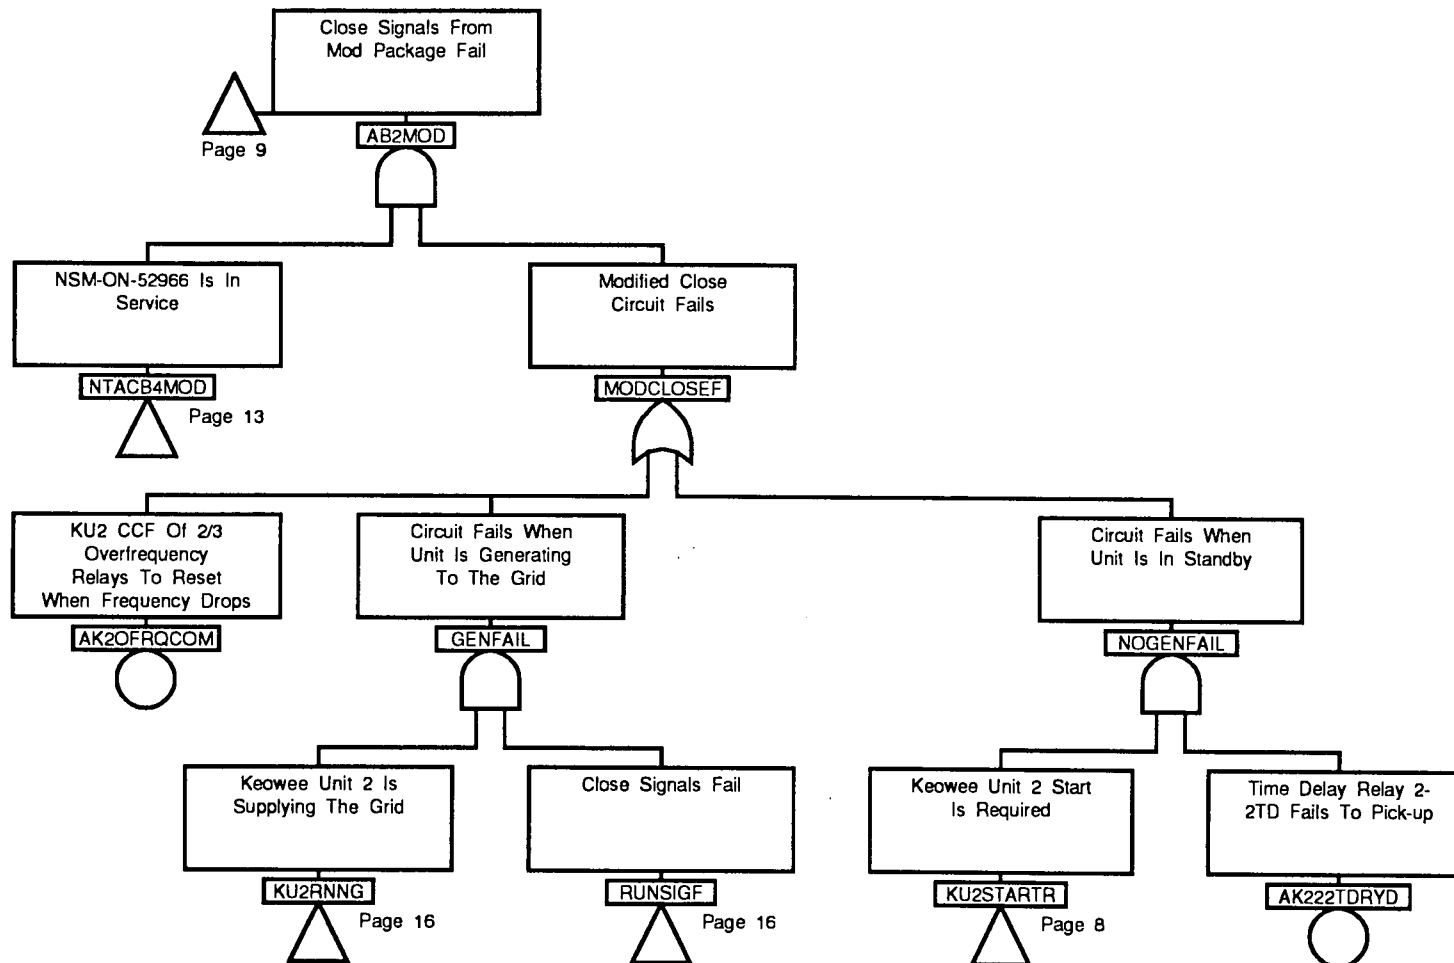 Close Signals From
Mod Package Fail
Page 9
AB2MOD
NSM-ON-52966 Is In
Service
NTACB4MOD
Page 13
Modified Close
Circuit Fails
MODCLOSEF
KU2 CCF Of 2/3
Overfrequency
Relays To Reset
When Frequency Drops
AK2OFRQCOM
Circuit Fails When
Unit Is Generating
To The Grid
GENFAIL
Circuit Fails When
Unit Is In Standby
NOGENFAIL
Keowee Unit 2 Is
Supplying The Grid
KU2RNNG
Page 16
Close Signals Fail
RUNSIGF
Page 16
Keowee Unit 2 Start
Is Required
KU2STARTR
Page 8
Time Delay Relay 2-
2TD Fails To Pick-up
AK222TDRYD